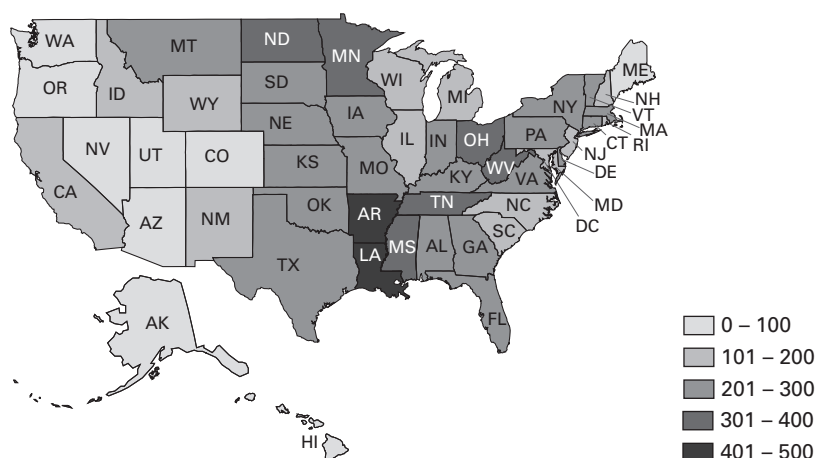 WA
MT
ND
MN
ME
OR
ID
SD
WI
MI
NY
NH
VT
MA
WY
IA
NE
PA
CT
RI
NV
UT
CO
IL
IN
OH
NJ
DE
CA
KS
MO
KY
WV
VA
MD
DC
AZ
NM
OK
AR
TN
NC
SC
TX
LA
MS
AL
GA
FL
AK
HI
0 – 100
101 – 200
201 – 300
301 – 400
401 – 500